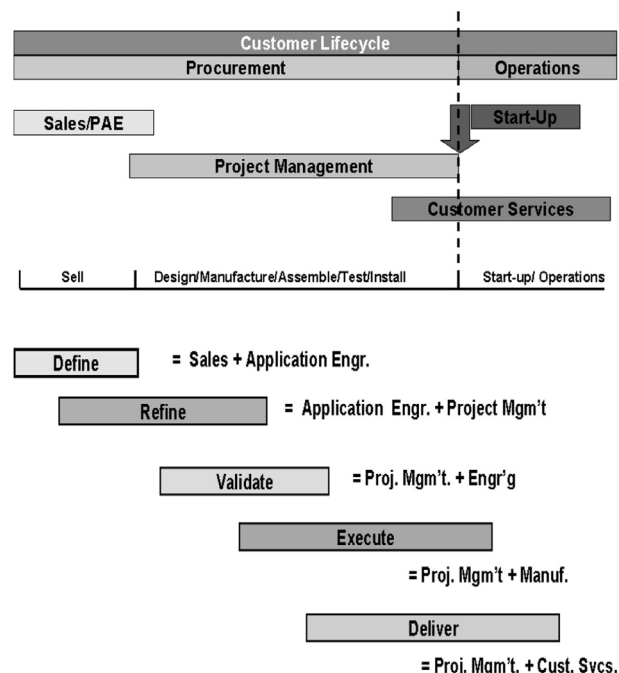 Customer Lifecycle
Procurement Operations
Sales/PAE Start-Up
Project Management
Customer Services
Sell Design/Manufacture/Assemble/Test/Install Start-up/ Operations
Define = Sales + Application Engr.
Refine = Application Engr. + Project Mgm't
Validate = Proj. Mgm't. + Engr'g
Execute
= Proj. Mgm't + Manuf.
Deliver
= Proj. Mgm't. + Cust. Svcs.